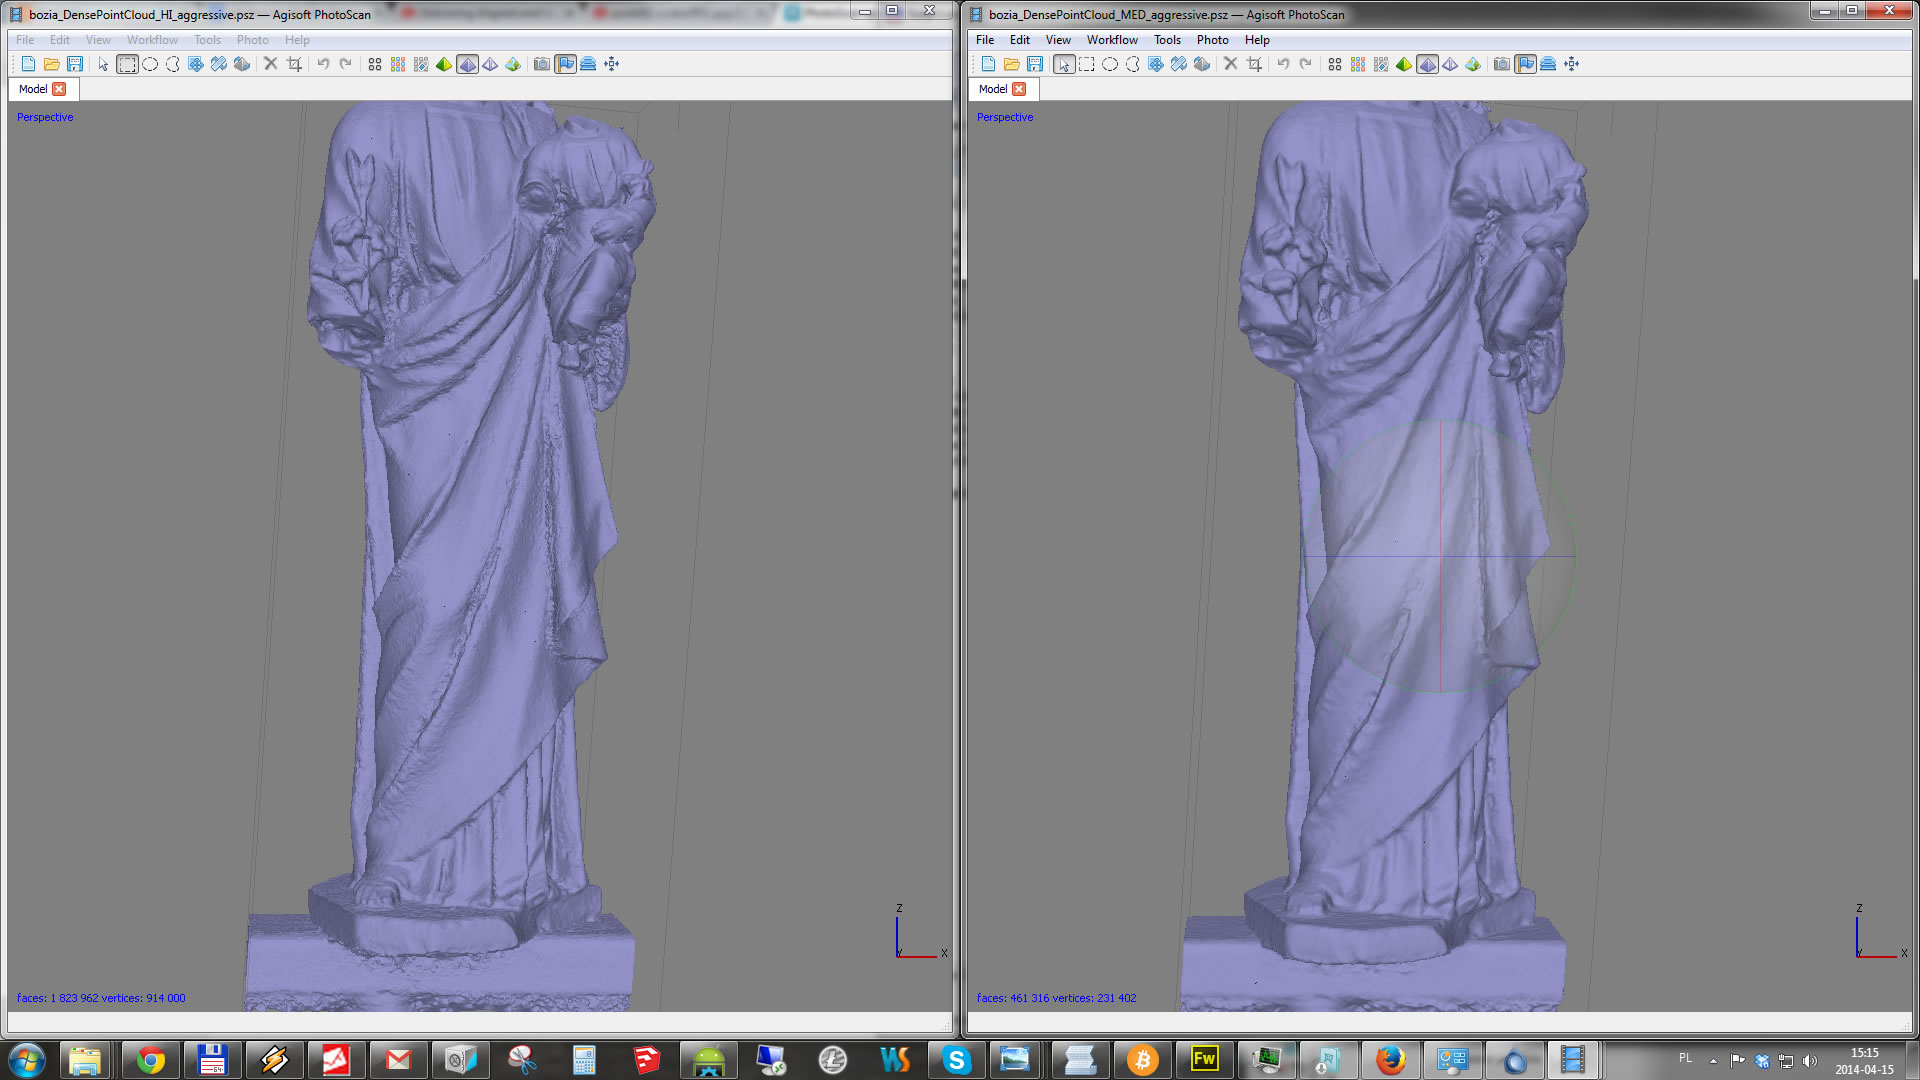 bozia_DensePointCloud_HI_aggressive.psz — Agisoft PhotoScan
File Edit View Workflow Tools Photo Help
Model
Perspective
Z
X
Y
faces: 1 823 962 vertices: 914 000
bozia_DensePointCloud_MED_aggressive.psz — Agisoft PhotoScan
File Edit View Workflow Tools Photo Help
Model
Perspective
Z
X
Y
faces: 461 316 vertices: 231 402
64
WS
S
Fw
PL
15:15
2014-04-15